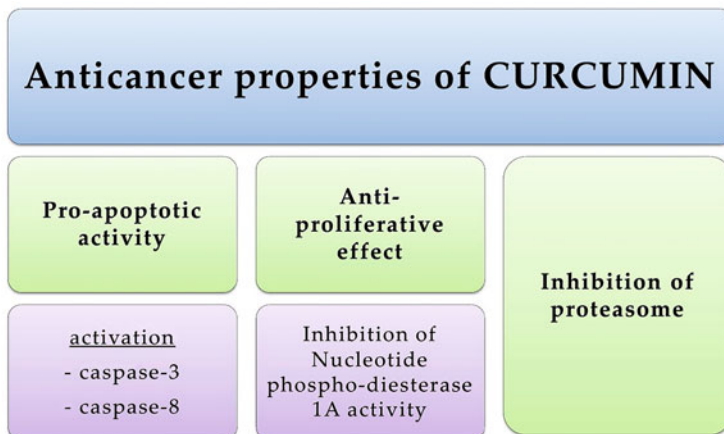 Anticancer properties of CURCUMIN
Pro-apoptotic
activity
Anti-
proliferative
effect
Inhibition of
proteasome
activation
- caspase-3
- caspase-8
Inhibition of
Nucleotide
phospho-diesterase
1A activity